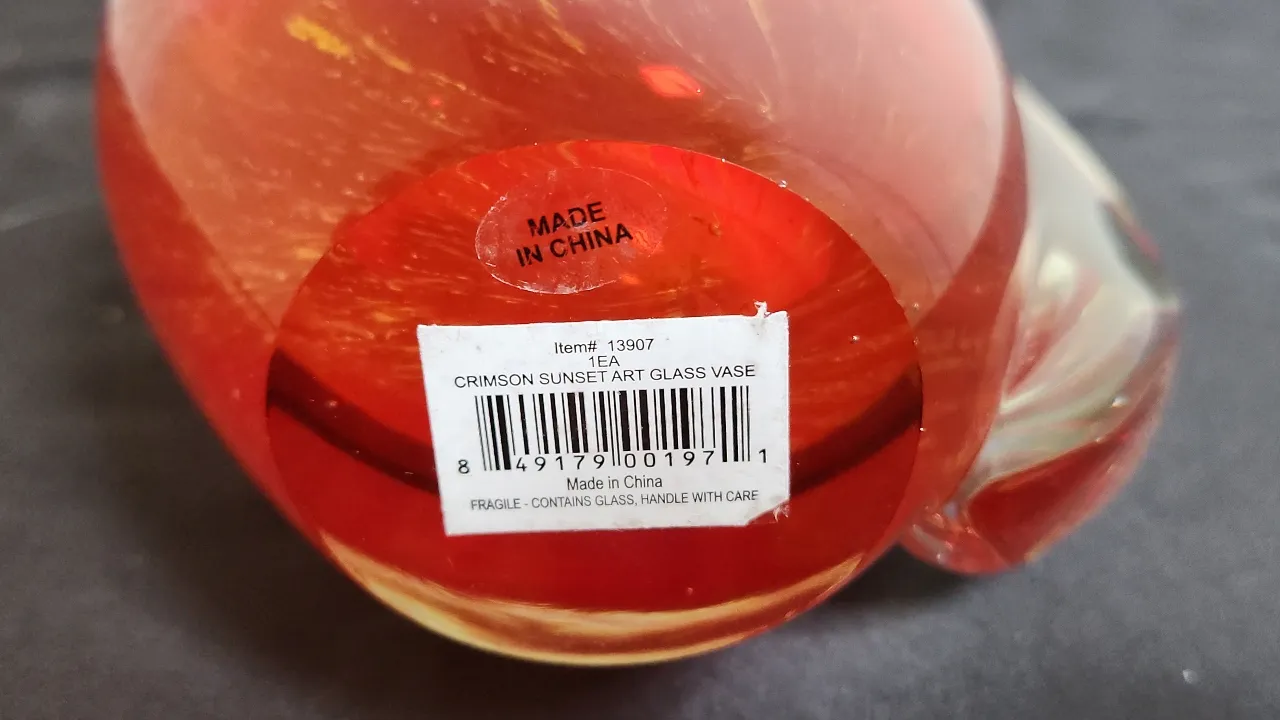 MADE
IN CHINA
Item# 13907
1EA
CRIMSON SUNSET ART GLASS VASE
8 49179 00197 1
Made in China
FRAGILE - CONTAINS GLASS, HANDLE WITH CARE